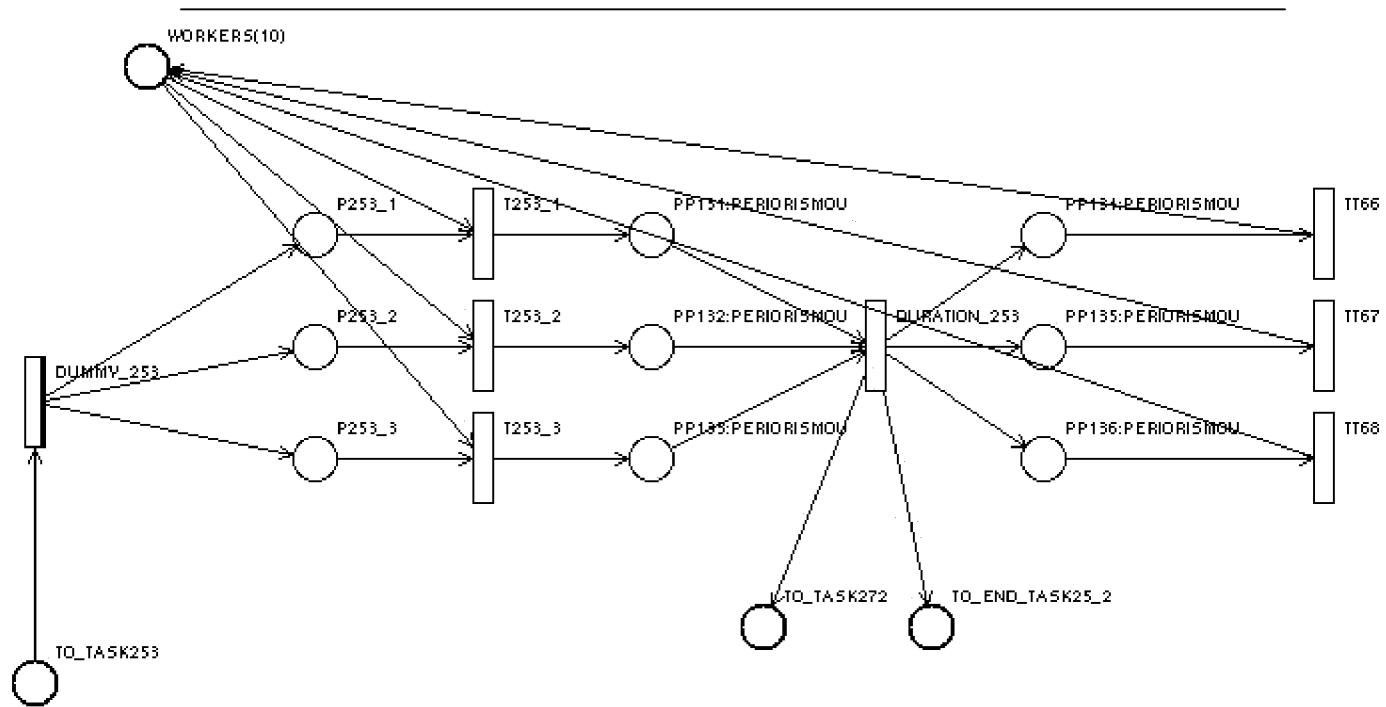 WORKERS(10)
P253_1
T253_1
PP131:PERIORISMOU
PP134:PERIORISMOU
TT66
P253_2
T253_2
PP132:PERIORISMOU
DURATION_253
PP135:PERIORISMOU
TT67
DUMMY_253
P253_3
T253_3
PP133:PERIORISMOU
PP136:PERIORISMOU
TT68
TO_TASK272
TO_END_TASK25_2
TO_TASK253